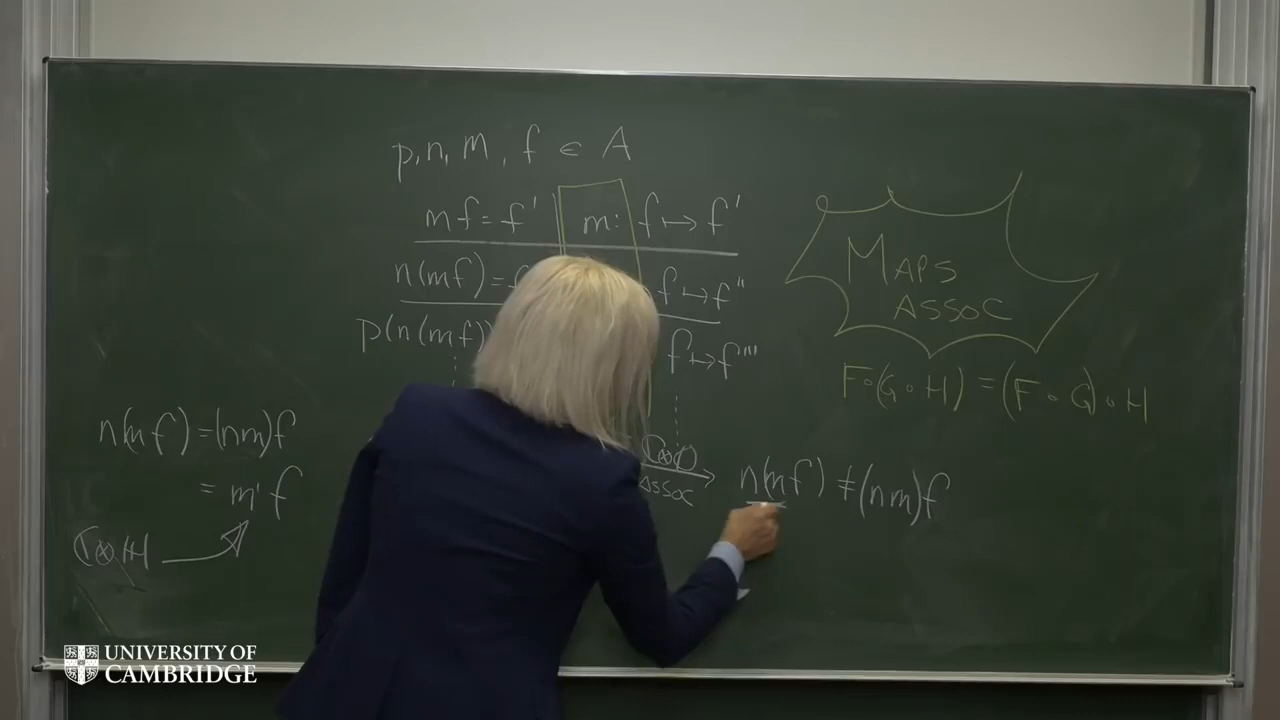 p, n, m, f ∈ A
mf = f' m: f ↦ f'
n(mf) = f ↦ f''
p(n(mf) f ↦ f'''
MAPS
ASSOC
F∘(G∘H) = (F∘G)∘H
n(mf) = (nm)f
= m' f
C⊗H
ASSOC
n(mf) ≠ (nm)f
UNIVERSITY OF
CAMBRIDGE